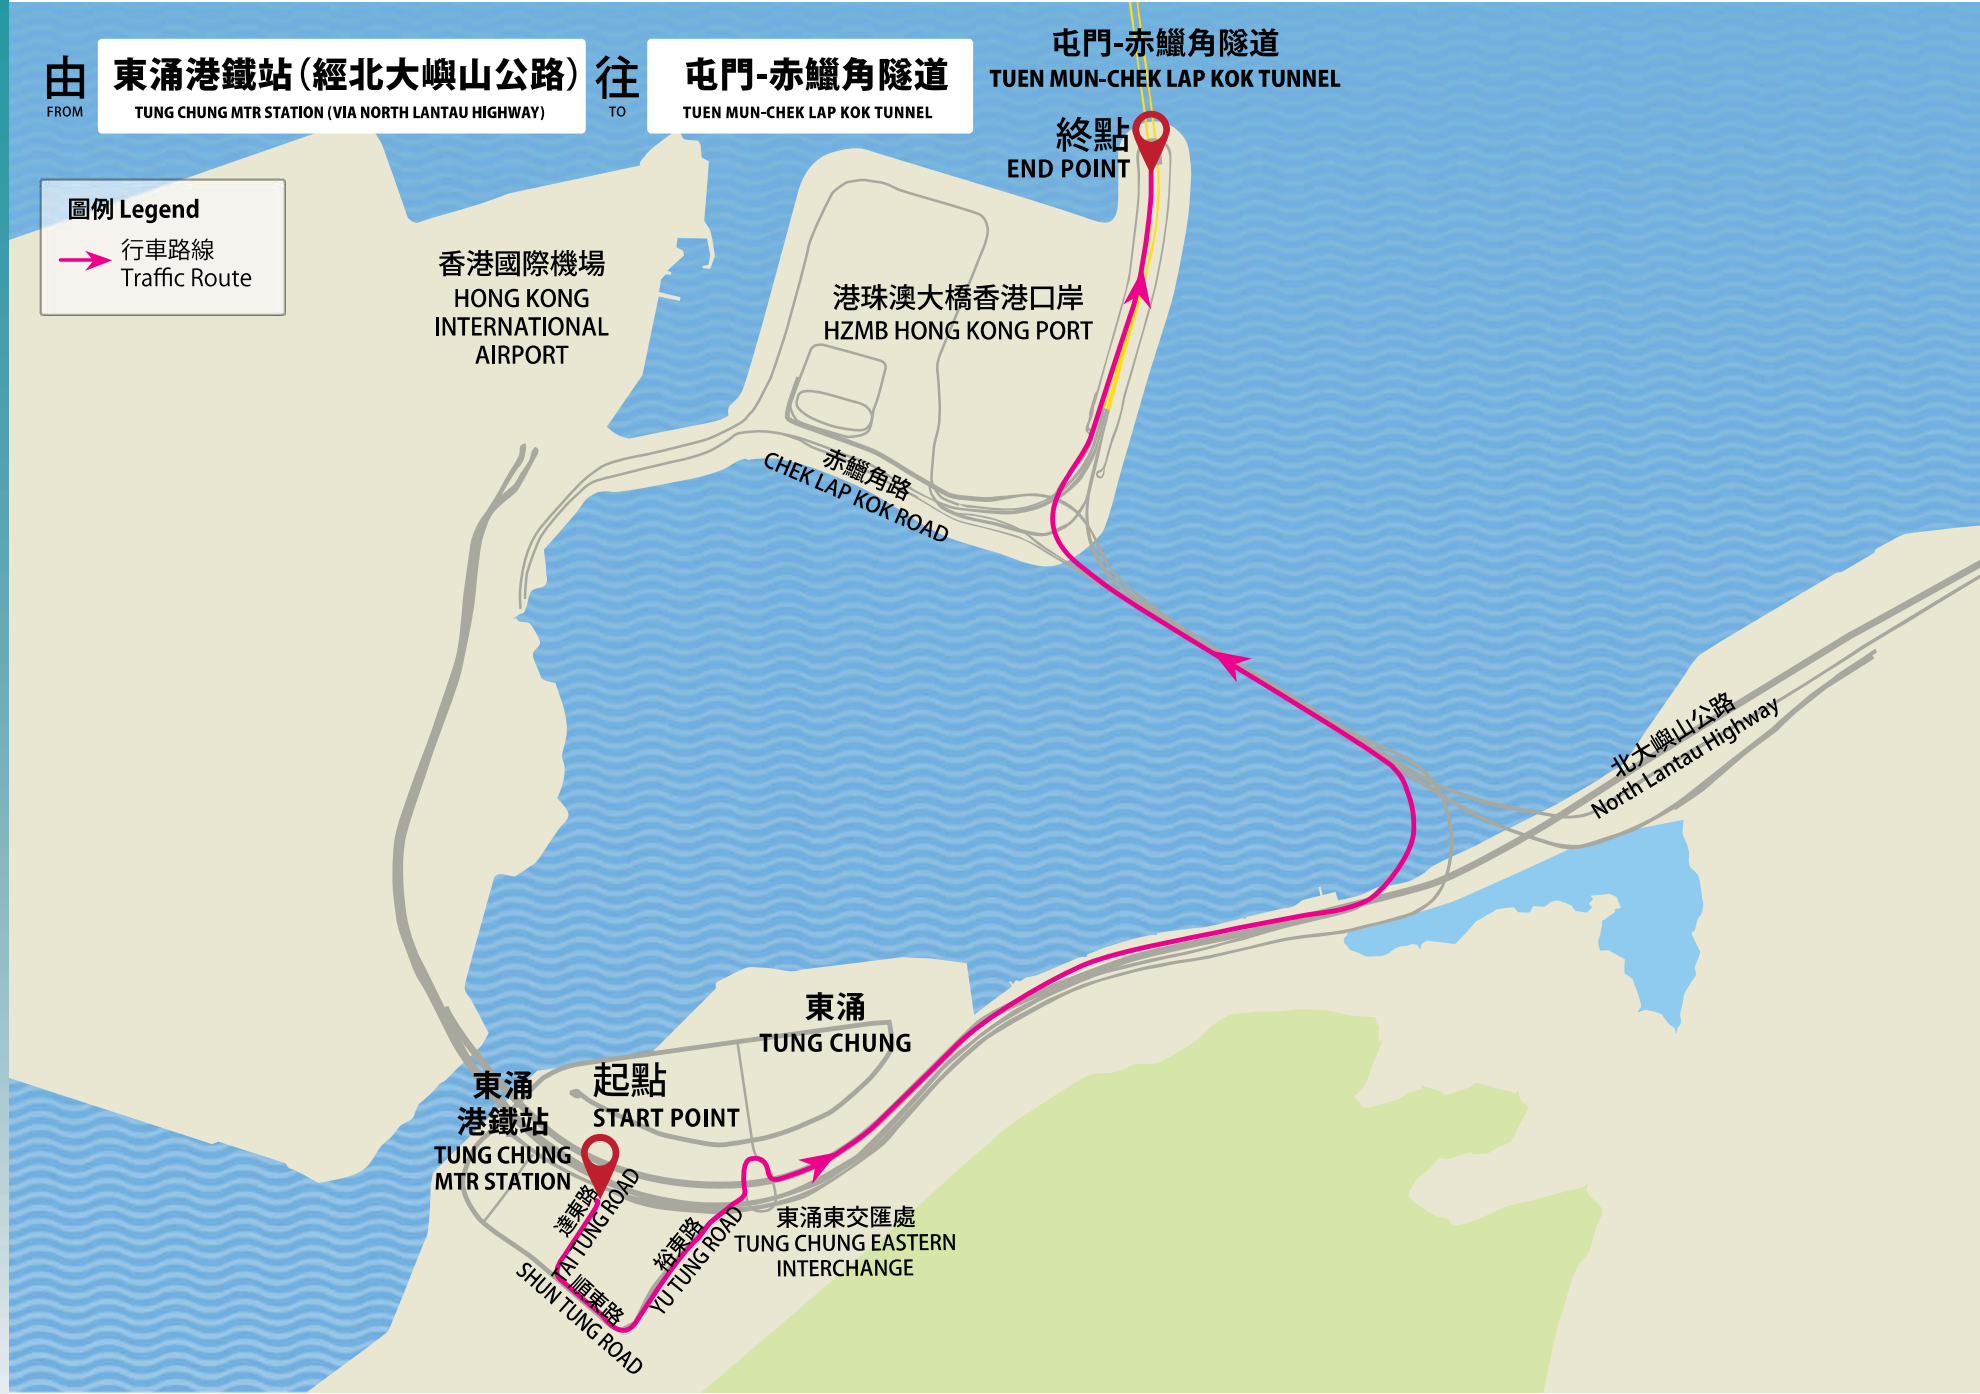 由
FROM
東涌港鐵站(經北大嶼山公路)
TUNG CHUNG MTR STATION (VIA NORTH LANTAU HIGHWAY)
往
TO
屯門-赤鱲角隧道
TUEN MUN-CHEK LAP KOK TUNNEL
屯門-赤鱲角隧道
TUEN MUN-CHEK LAP KOK TUNNEL
終點
END POINT
圖例 Legend
行車路線
Traffic Route
香港國際機場
HONG KONG
INTERNATIONAL
AIRPORT
港珠澳大橋香港口岸
HZMB HONG KONG PORT
赤鱲角路
CHEK LAP KOK ROAD
北大嶼山公路
North Lantau Highway
東涌
TUNG CHUNG
起點
START POINT
東涌
港鐵站
TUNG CHUNG
MTR STATION
達東路
TAI TUNG ROAD
順東路
SHUN TUNG ROAD
裕東路
YU TUNG ROAD
東涌東交匯處
TUNG CHUNG EASTERN
INTERCHANGE